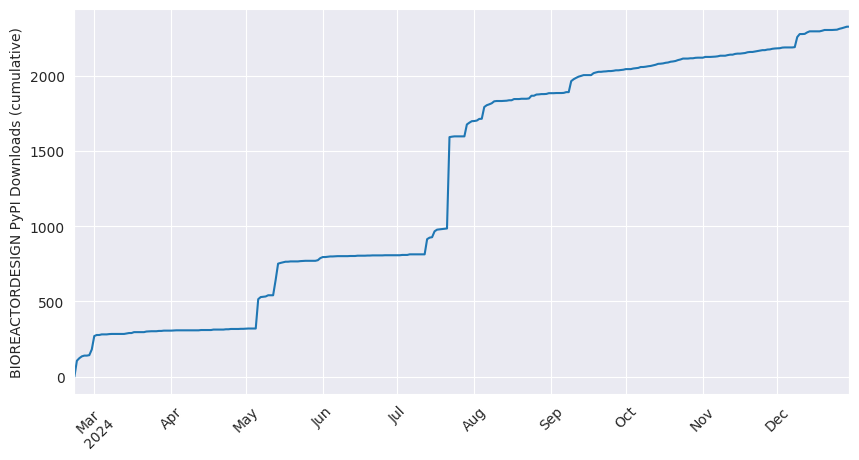 BIOREACTORDESIGN PyPI Downloads (cumulative)
2000
1500
1000
500
0
Mar
2024
Apr
May
Jun
Jul
Aug
Sep
Oct
Nov
Dec